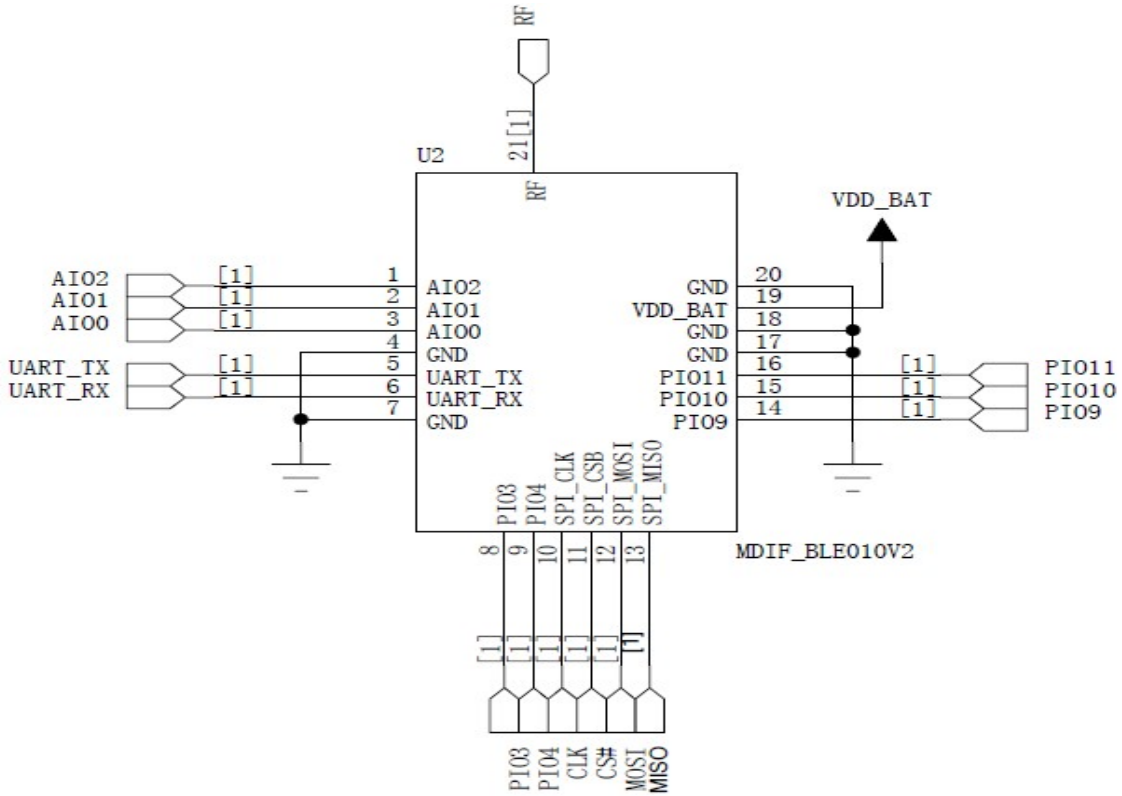 RF
21[1]
U2
RF
VDD_BAT
AIO2 [1] 1 AIO2
AIO1 [1] 2 AIO1
AIO0 [1] 3 AIO0
4 GND
UART_TX [1] 5 UART_TX
UART_RX [1] 6 UART_RX
7 GND
GND 20
VDD_BAT 19
GND 18
GND 17
PIO11 16 [1] PIO11
PIO10 15 PIO10
PIO9 14 [1] PIO9
PIO3
PIO4
SPI_CLK
SPI_CSB
SPI_MOSI
SPI_MISO
8
9
10
11
12
13
MDIF_BLE010V2
[1]
[1]
[1]
[1]
[1]
[1]
PIO3
PIO4
CLK
CS#
MOSI
MISO